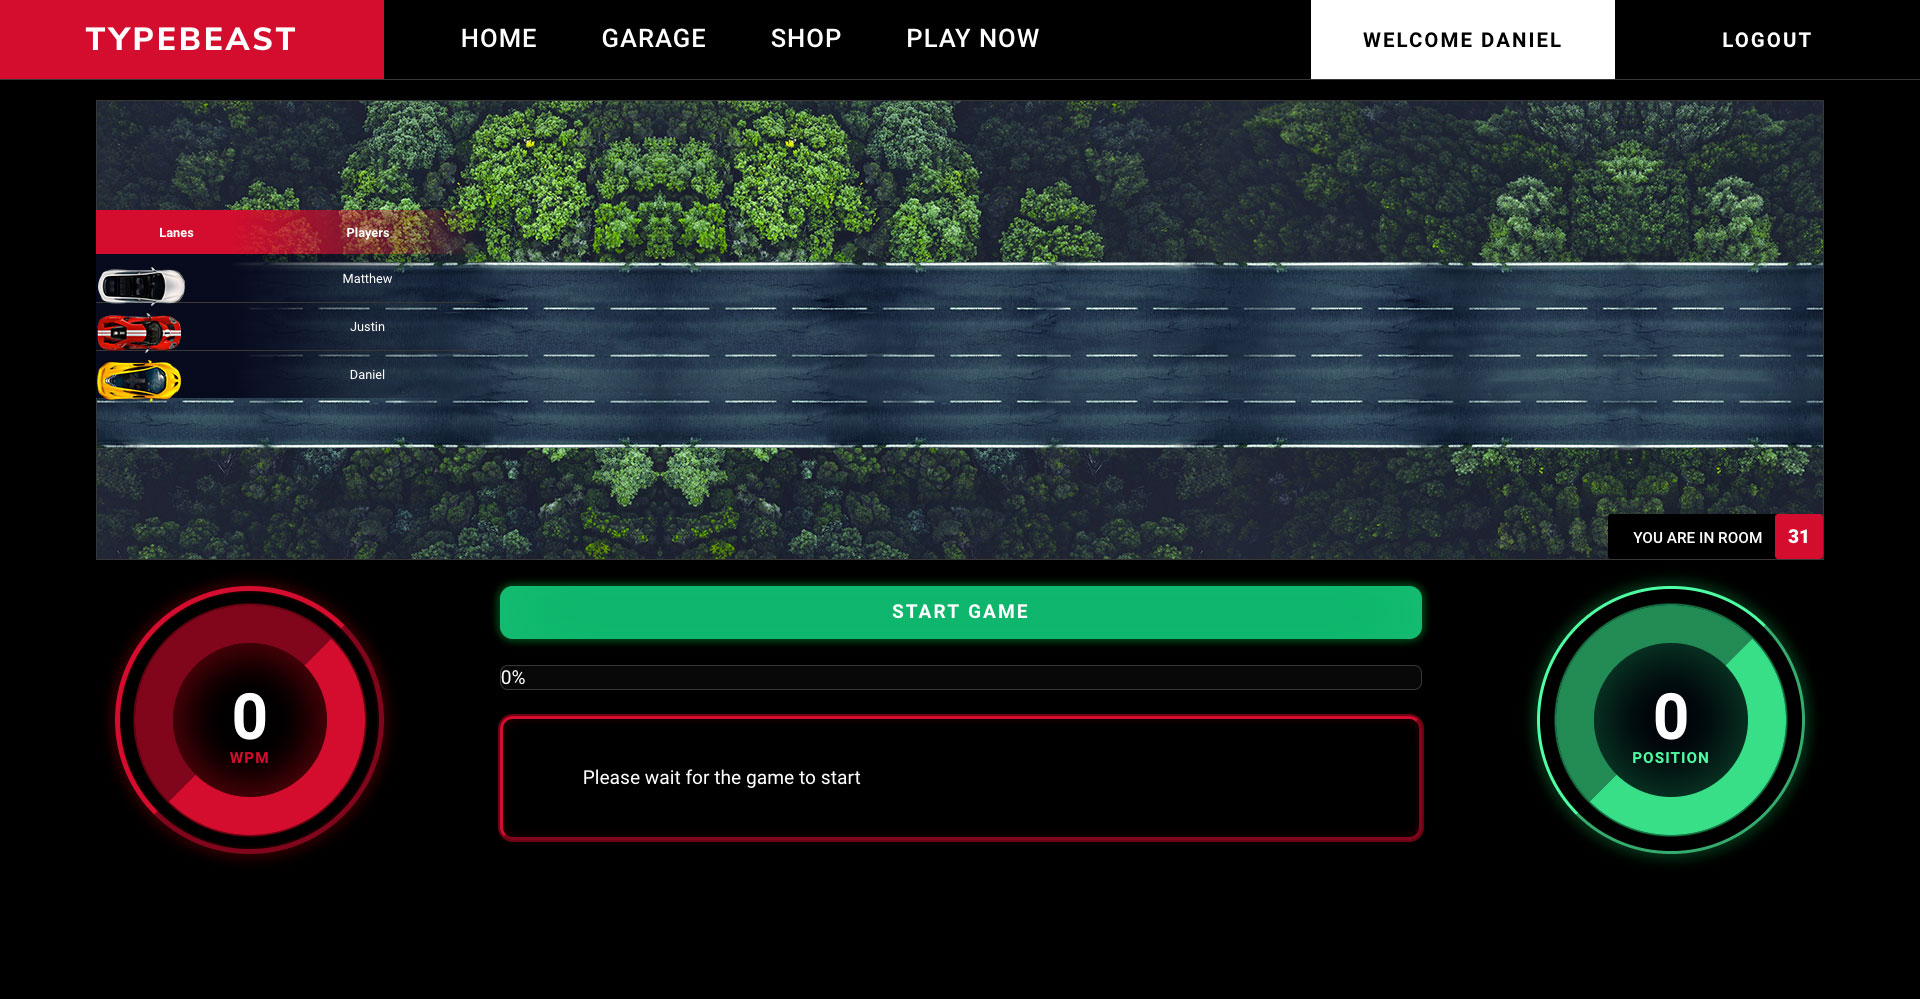 TYPEBEAST
HOME
GARAGE
SHOP
PLAY NOW
WELCOME DANIEL
LOGOUT
Lanes
Players
Matthew
Justin
Daniel
YOU ARE IN ROOM
31
START GAME
0%
0
WPM
Please wait for the game to start
0
POSITION